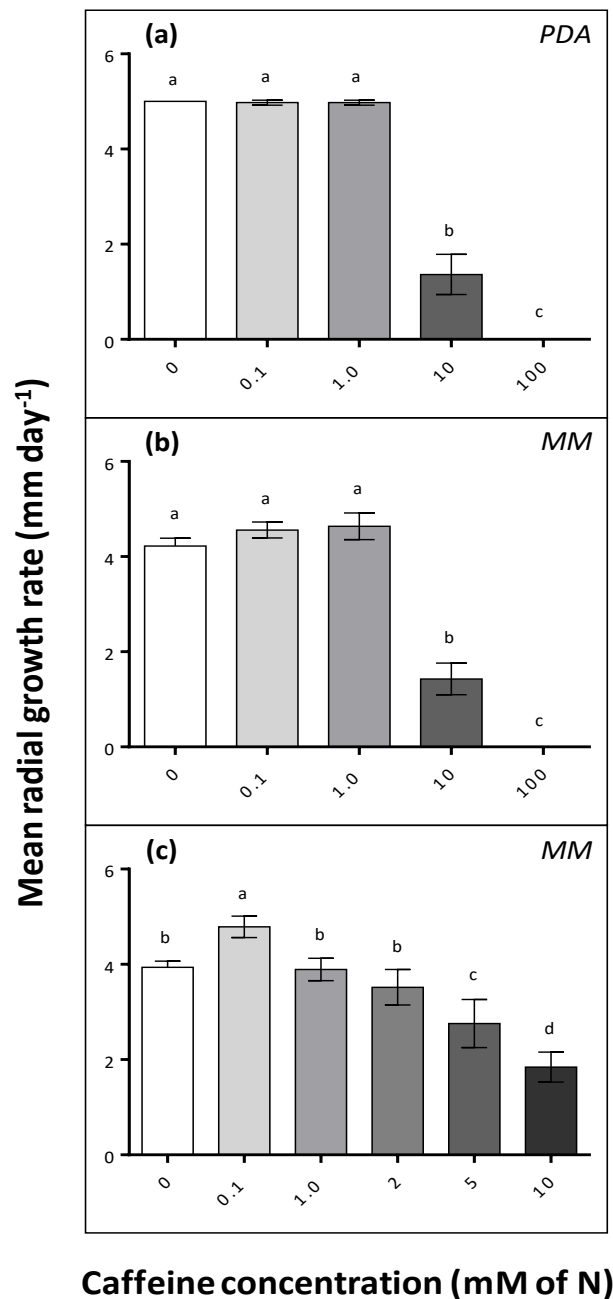 Mean radial growth rate (mm day-1)
(a) PDA
6
4
2
0
a a a b c
0 0.1 1.0 10 100
(b) MM
6
4
2
0
a a a b c
0 0.1 1.0 10 100
(c) MM
6
4
2
0
b a b b c d
0 0.1 1.0 2 5 10
Caffeine concentration (mM of N)